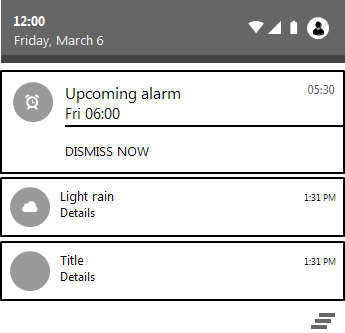 12:00
Friday, March 6
Upcoming alarm
05:30
Fri 06:00
DISMISS NOW
Light rain
1:31 PM
Details
Title
1:31 PM
Details